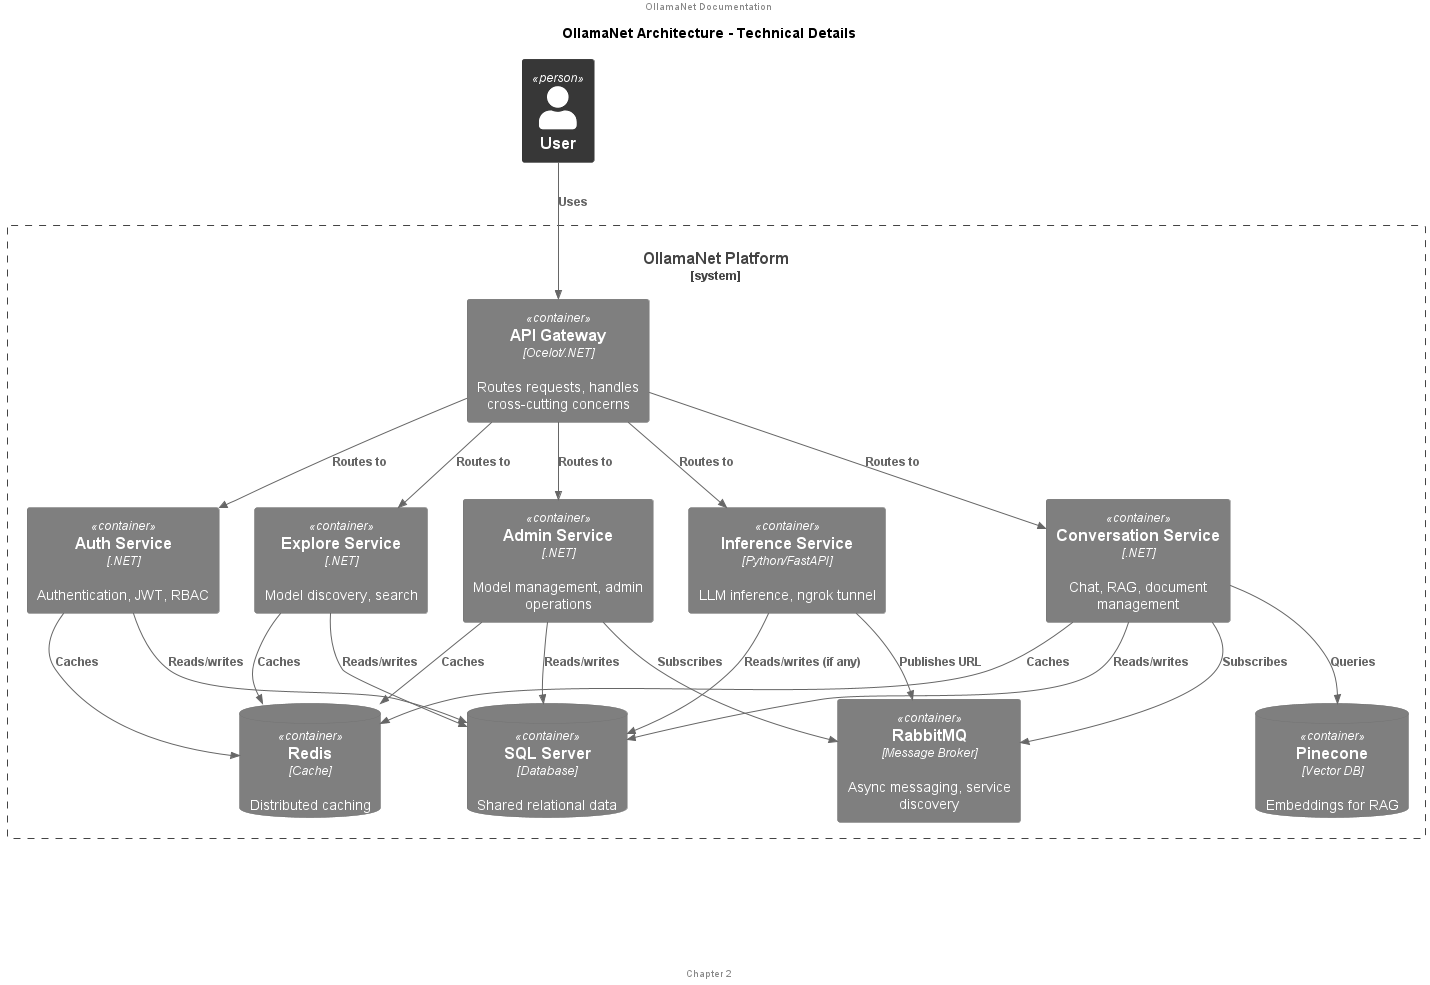 OllamaNet Documentation
OllamaNet Architecture - Technical Details
«person»
User
Uses
OllamaNet Platform
[system]
«container»
API Gateway
[Ocelot/.NET]
Routes requests, handles
cross-cutting concerns
Routes to
Routes to
Routes to
Routes to
Routes to
«container»
Auth Service
[.NET]
Authentication, JWT, RBAC
«container»
Explore Service
[.NET]
Model discovery, search
«container»
Admin Service
[.NET]
Model management, admin
operations
«container»
Inference Service
[Python/FastAPI]
LLM inference, ngrok tunnel
«container»
Conversation Service
[.NET]
Chat, RAG, document
management
Caches
Reads/writes
Caches
Reads/writes
Caches
Reads/writes
Subscribes
Reads/writes (if any)
Publishes URL
Caches
Reads/writes
Subscribes
Queries
«container»
Redis
[Cache]
Distributed caching
«container»
SQL Server
[Database]
Shared relational data
«container»
RabbitMQ
[Message Broker]
Async messaging, service
discovery
«container»
Pinecone
[Vector DB]
Embeddings for RAG
Chapter 2